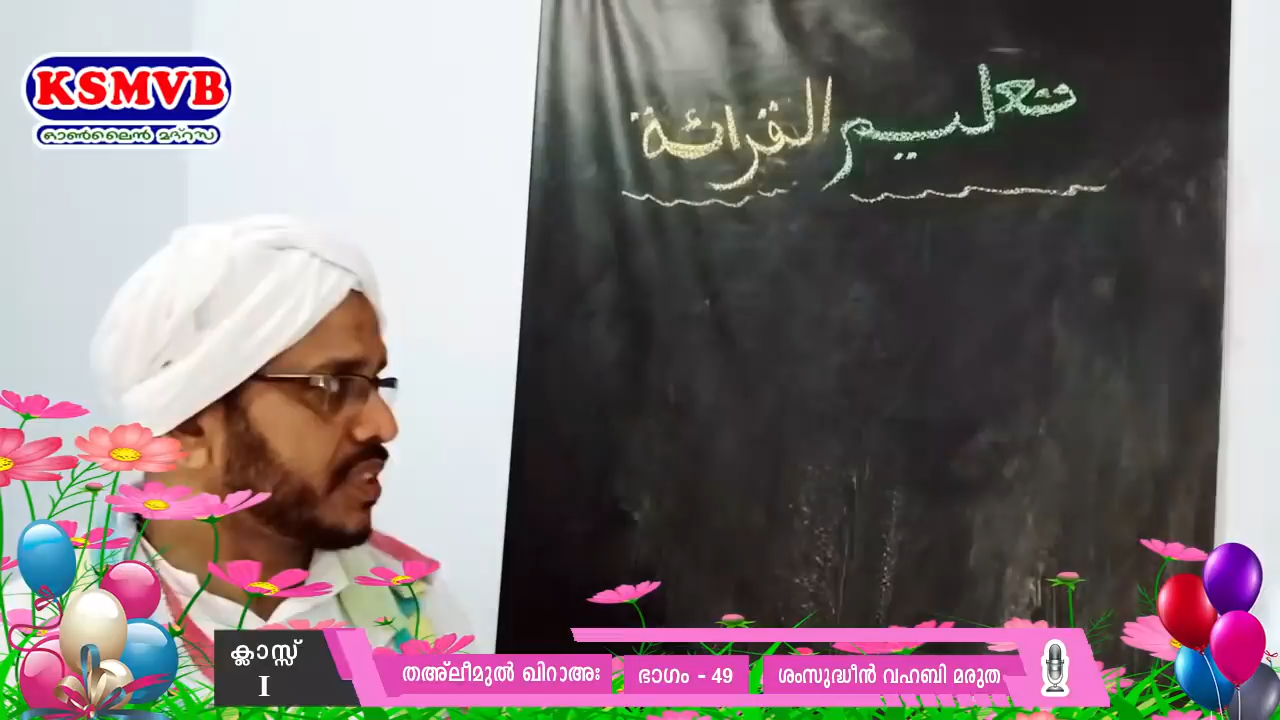 KSMVB
ഓൺലൈൻ മദ്റസ
تعليم القرائة
ക്ലാസ്സ്
I
തഅ്ലീമുൽ ഖിറാഅഃ
ഭാഗം - 49
ശംസുദ്ധീൻ വഹബി മരുത